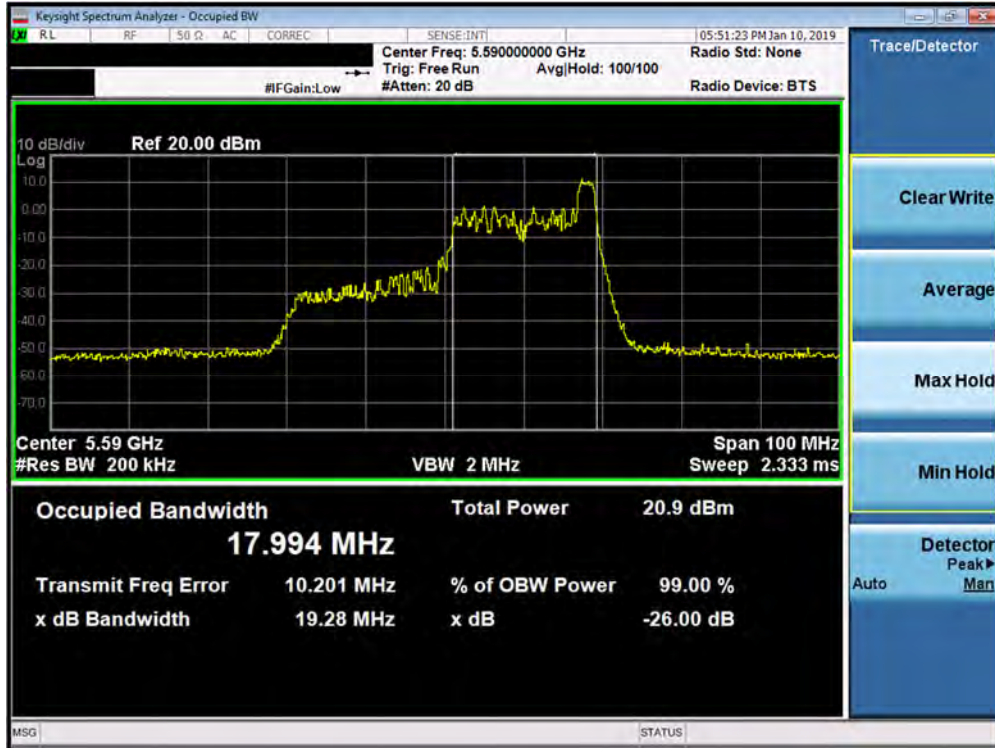 Keysight Spectrum Analyzer - Occupied BW
LXI RL RF 50 Ω AC CORREC SENSE:INT 05:51:23 PM Jan 10, 2019
Center Freq: 5.590000000 GHz Radio Std: None
Trig: Free Run Avg|Hold: 100/100
#IFGain:Low #Atten: 20 dB Radio Device: BTS
10 dB/div Ref 20.00 dBm
Log
10.0
0.00
-10.0
-20.0
-30.0
-40.0
-50.0
-60.0
-70.0
Center 5.59 GHz Span 100 MHz
#Res BW 200 kHz VBW 2 MHz Sweep 2.333 ms
Occupied Bandwidth Total Power 20.9 dBm
17.994 MHz
Transmit Freq Error 10.201 MHz % of OBW Power 99.00 %
x dB Bandwidth 19.28 MHz x dB -26.00 dB
MSG STATUS
Trace/Detector
Clear Write
Average
Max Hold
Min Hold
Detector
Peak▶
Auto Man